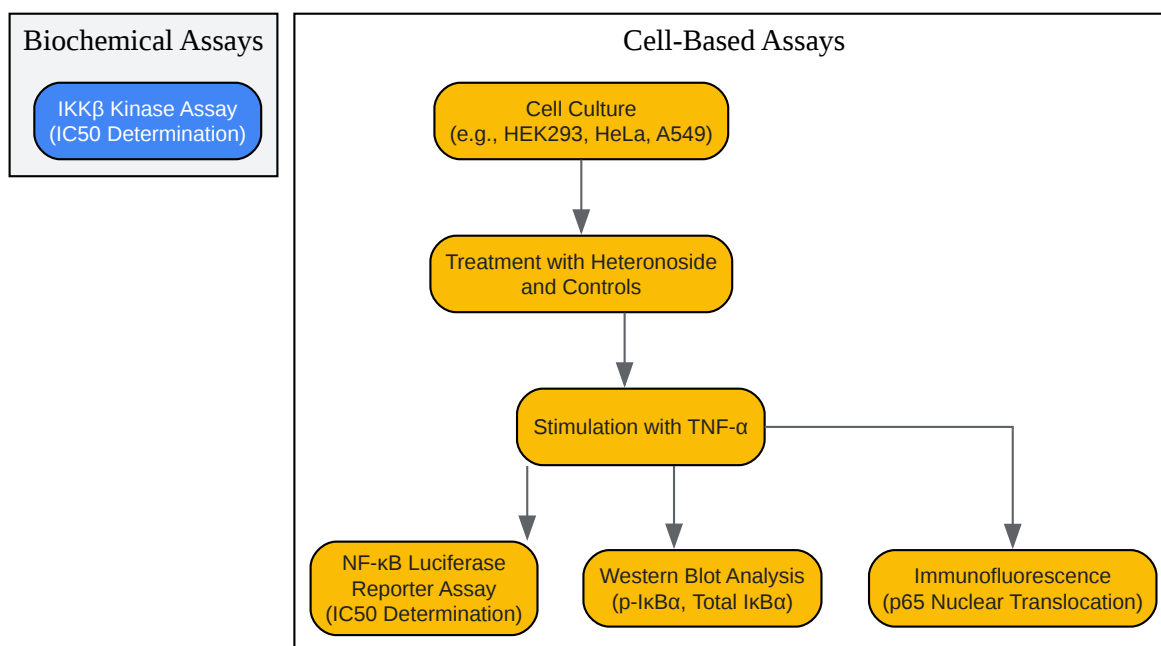 Biochemical Assays
IKKβ Kinase Assay
(IC50 Determination)
Cell-Based Assays
Cell Culture
(e.g., HEK293, HeLa, A549)
Treatment with Heteronoside
and Controls
Stimulation with TNF-α
NF-κB Luciferase
Reporter Assay
(IC50 Determination)
Western Blot Analysis
(p-IκBα, Total IκBα)
Immunofluorescence
(p65 Nuclear Translocation)